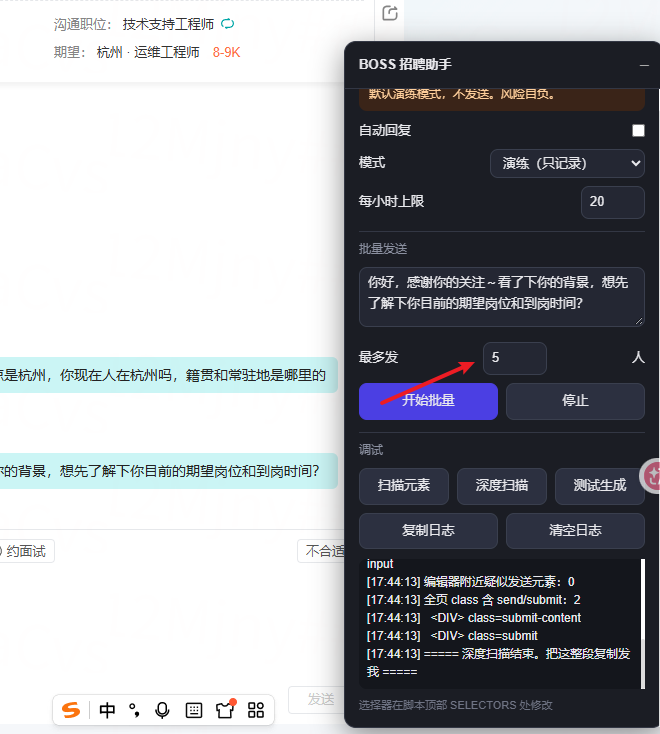 沟通职位： 技术支持工程师
期望： 杭州 · 运维工程师 8-9K
BOSS 招聘助手
默认演练模式，不发送。风险自负。
自动回复
模式 演练（只记录）
每小时上限 20
批量发送
你好，感谢你的关注～看了下你的背景，想先
了解下你目前的期望岗位和到岗时间？
是杭州，你现在人在杭州吗，籍贯和常驻地是哪里的
最多发 5 人
开始批量 停止
调试
的背景，想先了解下你目前的期望岗位和到岗时间？
扫描元素 深度扫描 测试生成
复制日志 清空日志
约面试 不合适
input
[17:44:13] 编辑器附近疑似发送元素：0
[17:44:13] 全页 class 含 send/submit：2
[17:44:13] <DIV> class=submit-content
[17:44:13] <DIV> class=submit
[17:44:13] ===== 深度扫描结束。把这整段复制发
我 =====
选择器在脚本顶部 SELECTORS 处修改
中
发送